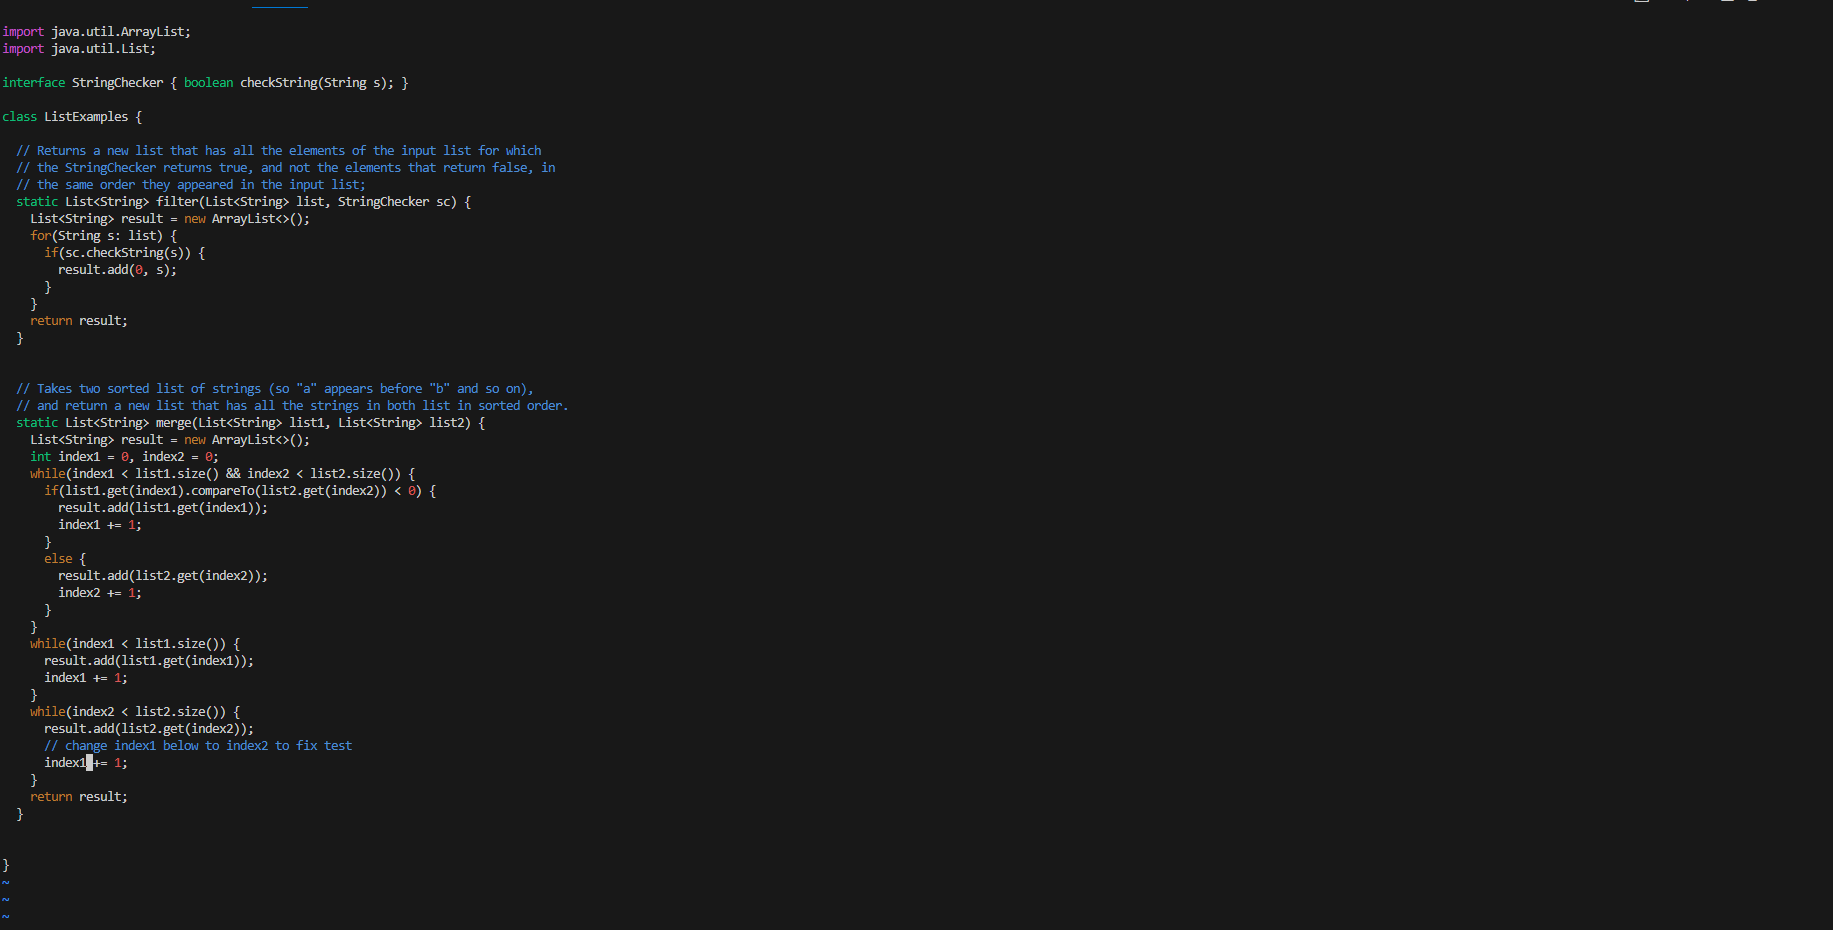 import java.util.ArrayList;
import java.util.List;

interface StringChecker { boolean checkString(String s); }

class ListExamples {

  // Returns a new list that has all the elements of the input list for which
  // the StringChecker returns true, and not the elements that return false, in
  // the same order they appeared in the input list;
  static List<String> filter(List<String> list, StringChecker sc) {
    List<String> result = new ArrayList<>();
    for(String s: list) {
      if(sc.checkString(s)) {
        result.add(0, s);
      }
    }
    return result;
  }


  // Takes two sorted list of strings (so "a" appears before "b" and so on),
  // and return a new list that has all the strings in both list in sorted order.
  static List<String> merge(List<String> list1, List<String> list2) {
    List<String> result = new ArrayList<>();
    int index1 = 0, index2 = 0;
    while(index1 < list1.size() && index2 < list2.size()) {
      if(list1.get(index1).compareTo(list2.get(index2)) < 0) {
        result.add(list1.get(index1));
        index1 += 1;
      }
      else {
        result.add(list2.get(index2));
        index2 += 1;
      }
    }
    while(index1 < list1.size()) {
      result.add(list1.get(index1));
      index1 += 1;
    }
    while(index2 < list2.size()) {
      result.add(list2.get(index2));
      // change index1 below to index2 to fix test
      index1 += 1;
    }
    return result;
  }


}
~
~
~